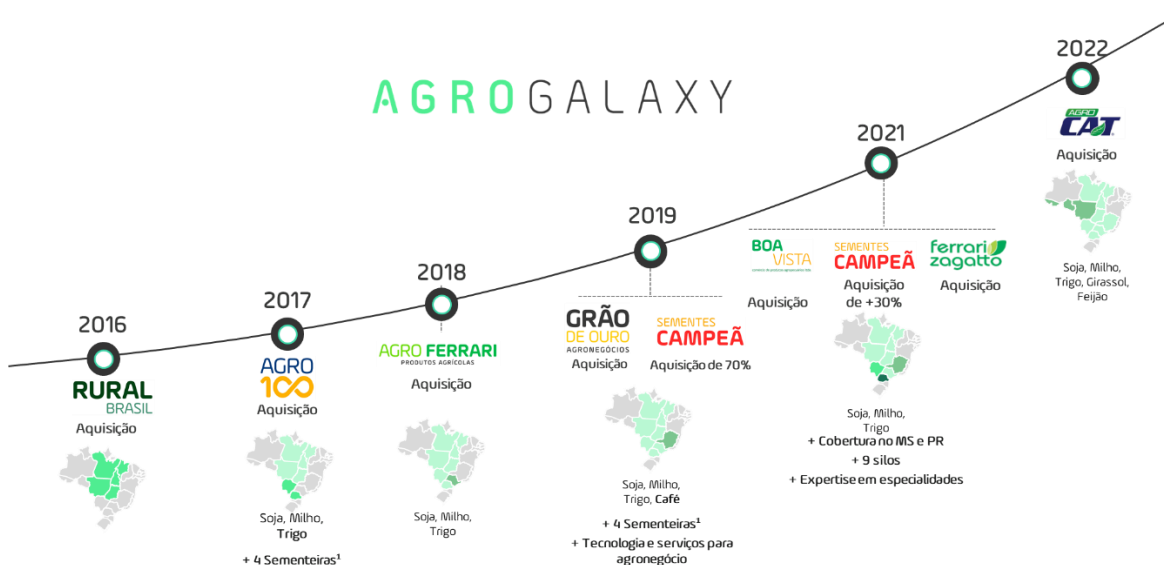 AGROGALAXY
2016
RURAL
BRASIL
Aquisição
2017
AGRO
100
Aquisição
Soja, Milho,
Trigo
+ 4 Sementeiras¹
2018
AGRO FERRARI
PRODUTOS AGRÍCOLAS
Aquisição
Soja, Milho,
Trigo
2019
GRÃO
DE OURO
AGRONEGÓCIOS
Aquisição
SEMENTES
CAMPEÃ
Aquisição de 70%
Soja, Milho,
Trigo, Café
+ 4 Sementeiras¹
+ Tecnologia e serviços para
agronegócio
2021
BOA
VISTA
Aquisição
SEMENTES
CAMPEÃ
Aquisição
de +30%
ferrari
zagatto
Aquisição
Soja, Milho,
Trigo
+ Cobertura no MS e PR
+ 9 silos
+ Expertise em especialidades
2022
AGRO
CAT
Aquisição
Soja, Milho,
Trigo, Girassol,
Feijão